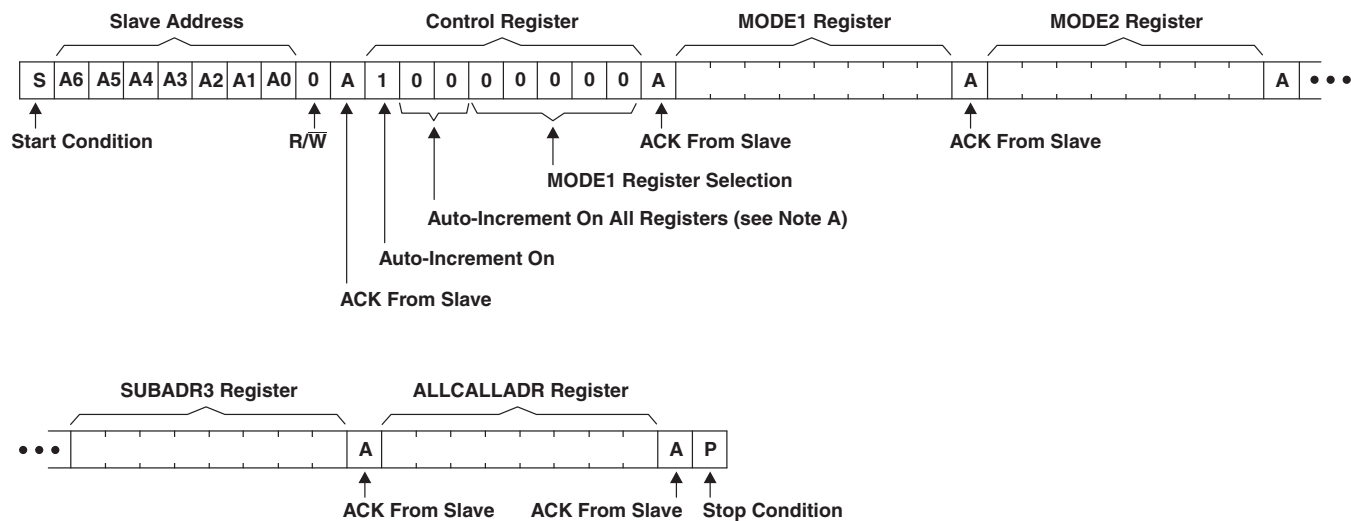 Slave Address Control Register MODE1 Register MODE2 Register
S A6 A5 A4 A3 A2 A1 A0 0 A 1 0 0 0 0 0 0 0 A A A •••
Start Condition R/W̅ ACK From Slave ACK From Slave
MODE1 Register Selection
Auto-Increment On All Registers (see Note A)
Auto-Increment On
ACK From Slave
SUBADR3 Register ALLCALLADR Register
••• A A P
ACK From Slave ACK From Slave Stop Condition